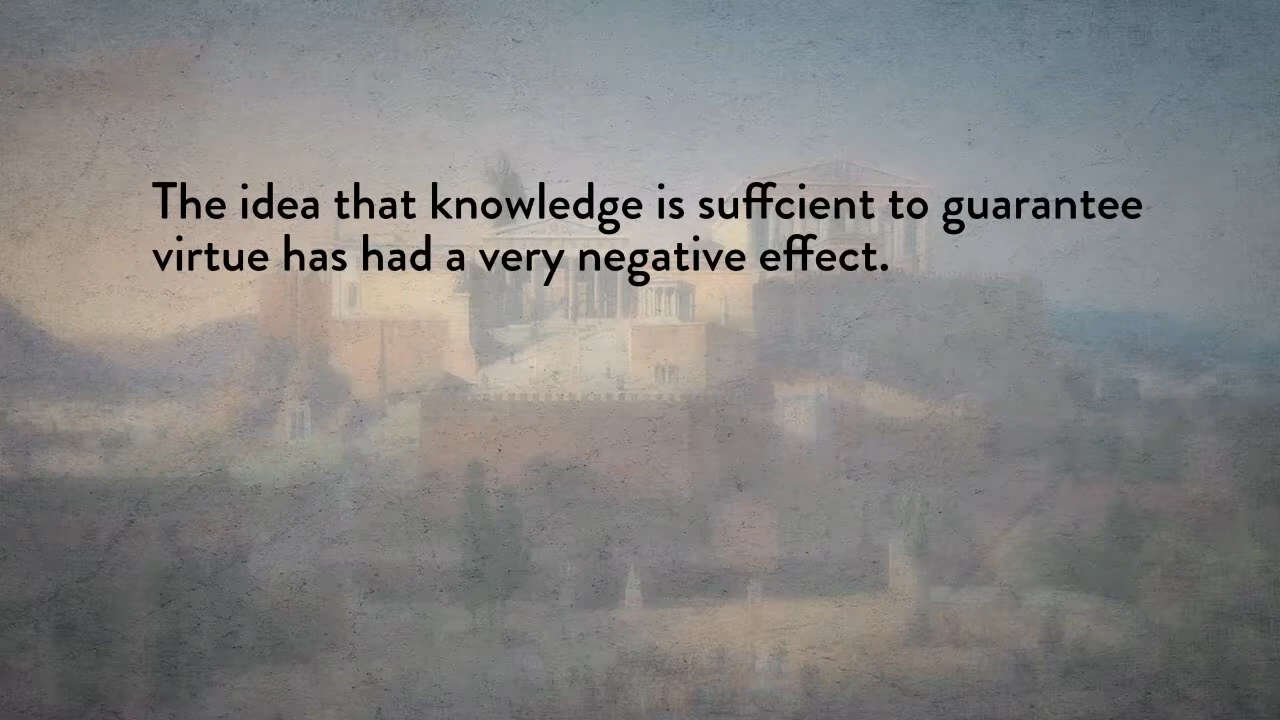 The idea that knowledge is suffcient to guarantee
virtue has had a very negative effect.